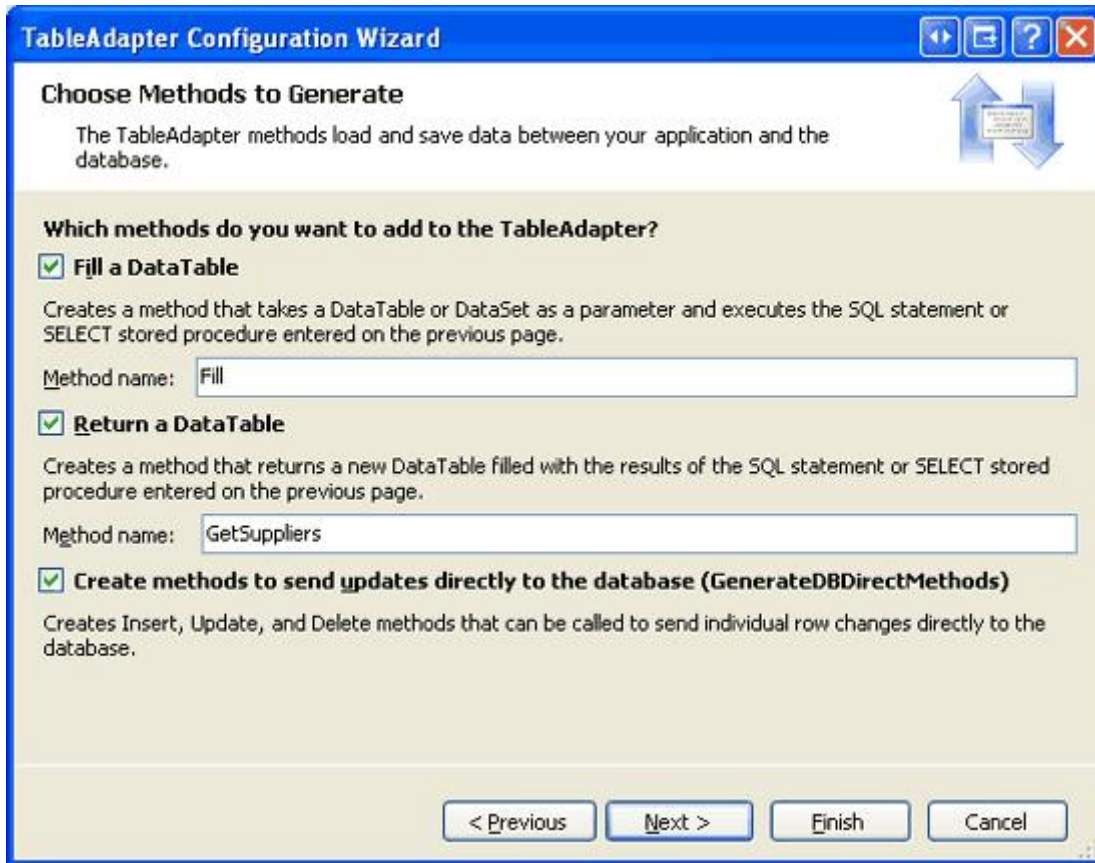 TableAdapter Configuration Wizard
Choose Methods to Generate
The TableAdapter methods load and save data between your application and the
database.
Which methods do you want to add to the TableAdapter?
Fill a DataTable
Creates a method that takes a DataTable or DataSet as a parameter and executes the SQL statement or
SELECT stored procedure entered on the previous page.
Method name: Fill
Return a DataTable
Creates a method that returns a new DataTable filled with the results of the SQL statement or SELECT stored
procedure entered on the previous page.
Method name: GetSuppliers
Create methods to send updates directly to the database (GenerateDBDirectMethods)
Creates Insert, Update, and Delete methods that can be called to send individual row changes directly to the
database.
< Previous Next > Finish Cancel